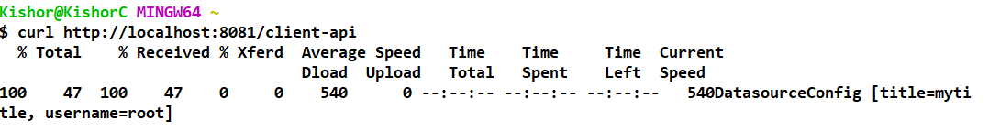 Kishor@KishorC MINGW64 ~
$ curl http://localhost:8081/client-api
  % Total    % Received % Xferd  Average Speed   Time    Time     Time  Current
                                 Dload  Upload   Total   Spent    Left  Speed
100    47  100    47    0     0    540      0 --:--:-- --:--:-- --:--:--   540DatasourceConfig [title=myti
tle, username=root]